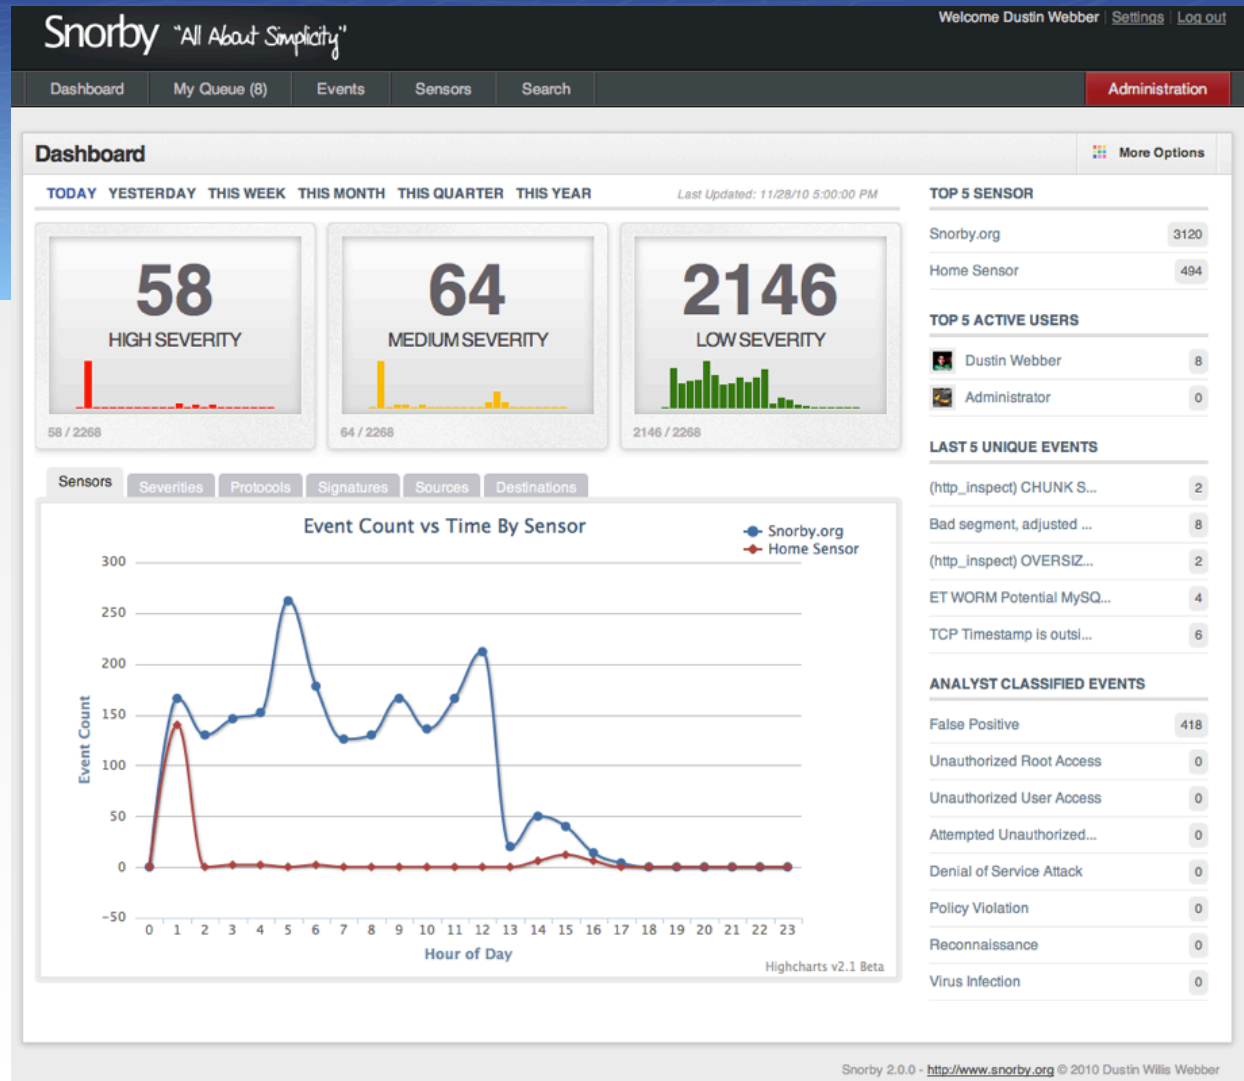 Snorby "All About Simplicity"
Welcome Dustin Webber | Settings | Log out
Dashboard
My Queue (8)
Events
Sensors
Search
Administration
Dashboard
More Options
TODAY YESTERDAY THIS WEEK THIS MONTH THIS QUARTER THIS YEAR
Last Updated: 11/28/10 5:00:00 PM
58
HIGH SEVERITY
58 / 2268
64
MEDIUM SEVERITY
64 / 2268
2146
LOW SEVERITY
2146 / 2268
Sensors
Severities
Protocols
Signatures
Sources
Destinations
Event Count vs Time By Sensor
Snorby.org
Home Sensor
Event Count
300
250
200
150
100
50
0
-50
0 1 2 3 4 5 6 7 8 9 10 11 12 13 14 15 16 17 18 19 20 21 22 23
Hour of Day
Highcharts v2.1 Beta
TOP 5 SENSOR
Snorby.org 3120
Home Sensor 494
TOP 5 ACTIVE USERS
Dustin Webber 8
Administrator 0
LAST 5 UNIQUE EVENTS
(http_inspect) CHUNK S... 2
Bad segment, adjusted ... 8
(http_inspect) OVERSIZ... 2
ET WORM Potential MySQ... 4
TCP Timestamp is outsi... 6
ANALYST CLASSIFIED EVENTS
False Positive 418
Unauthorized Root Access 0
Unauthorized User Access 0
Attempted Unauthorized... 0
Denial of Service Attack 0
Policy Violation 0
Reconnaissance 0
Virus Infection 0
Snorby 2.0.0 - http://www.snorby.org © 2010 Dustin Willis Webber